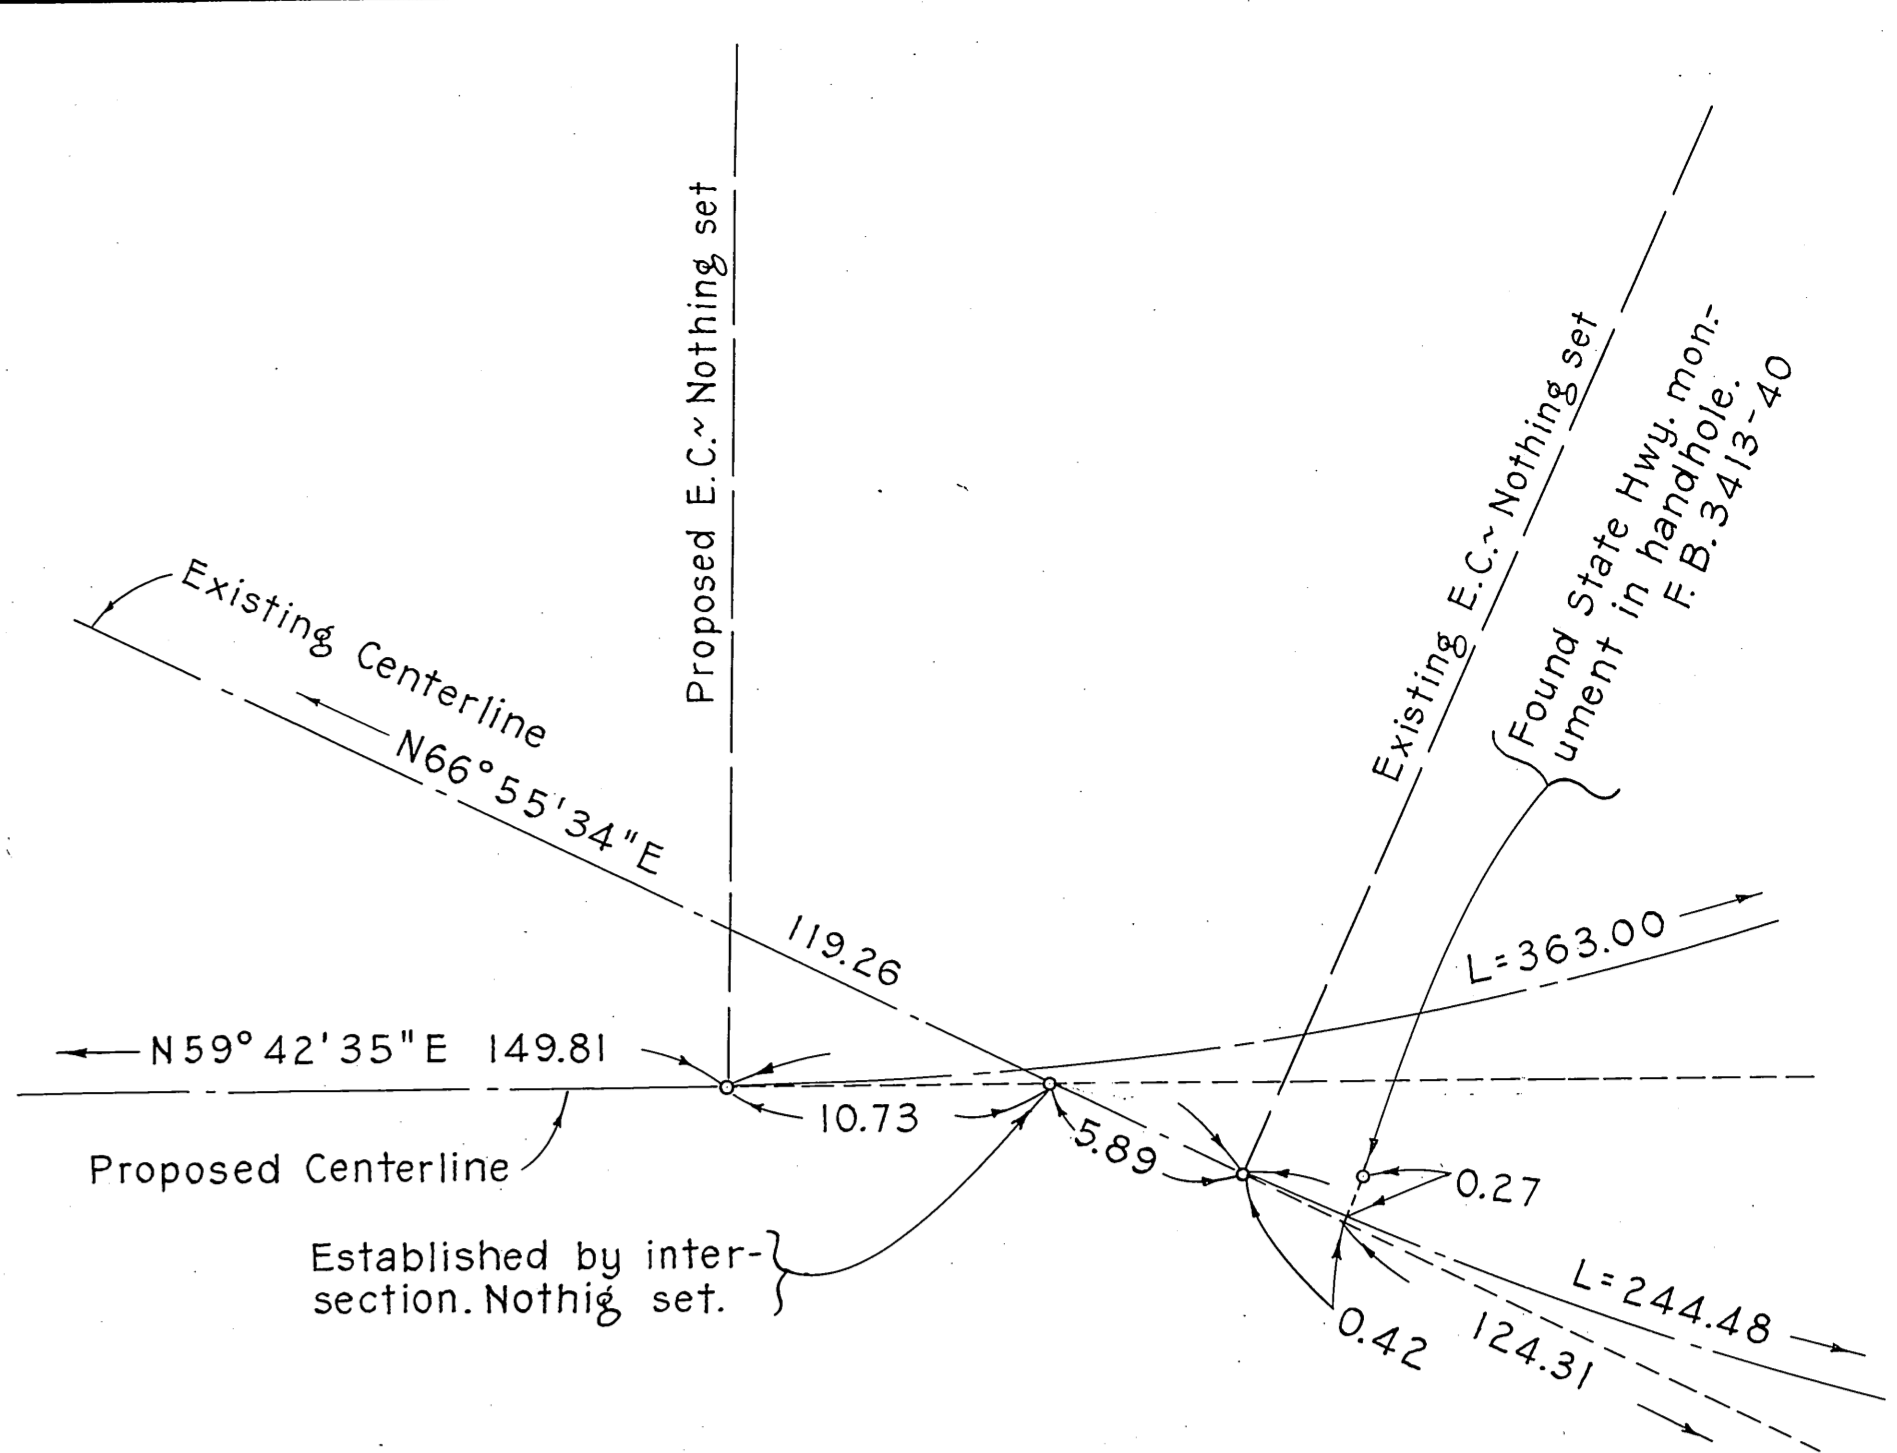 Proposed E.C.~Nothing set
Existing E.C.~Nothing set
Found State Hwy. mon.-
ument in handhole.
F.B. 3413-40
Existing Centerline
N66°55'34"E
119.26
L=363.00
N59°42'35"E 149.81
10.73
5.89
Proposed Centerline
0.27
Established by inter-
section. Nothig set.
0.42
L=244.48
124.31